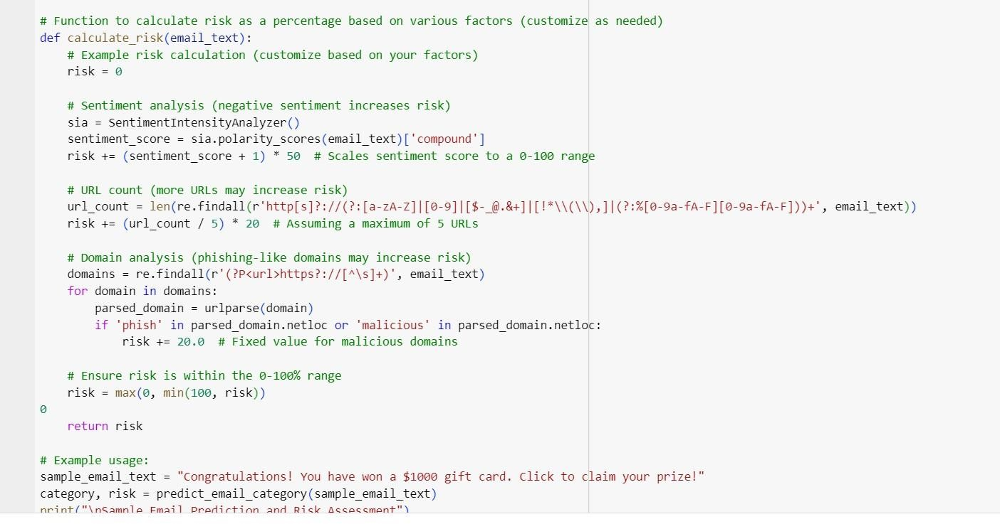 # Function to calculate risk as a percentage based on various factors (customize as needed)
def calculate_risk(email_text):
    # Example risk calculation (customize based on your factors)
    risk = 0

    # Sentiment analysis (negative sentiment increases risk)
    sia = SentimentIntensityAnalyzer()
    sentiment_score = sia.polarity_scores(email_text)['compound']
    risk += (sentiment_score + 1) * 50  # Scales sentiment score to a 0-100 range

    # URL count (more URLs may increase risk)
    url_count = len(re.findall(r'http[s]?://(?:[a-zA-Z]|[0-9]|[$-_@.&+]|[!*\\(\\),]|(?:%[0-9a-fA-F][0-9a-fA-F]))+', email_text))
    risk += (url_count / 5) * 20  # Assuming a maximum of 5 URLs

    # Domain analysis (phishing-like domains may increase risk)
    domains = re.findall(r'(?P<url>https?://[^\s]+)', email_text)
    for domain in domains:
        parsed_domain = urlparse(domain)
        if 'phish' in parsed_domain.netloc or 'malicious' in parsed_domain.netloc:
            risk += 20.0  # Fixed value for malicious domains

    # Ensure risk is within the 0-100% range
    risk = max(0, min(100, risk))
0
    return risk

# Example usage:
sample_email_text = "Congratulations! You have won a $1000 gift card. Click to claim your prize!"
category, risk = predict_email_category(sample_email_text)
print("\nSample Email Prediction and Risk Assessment")